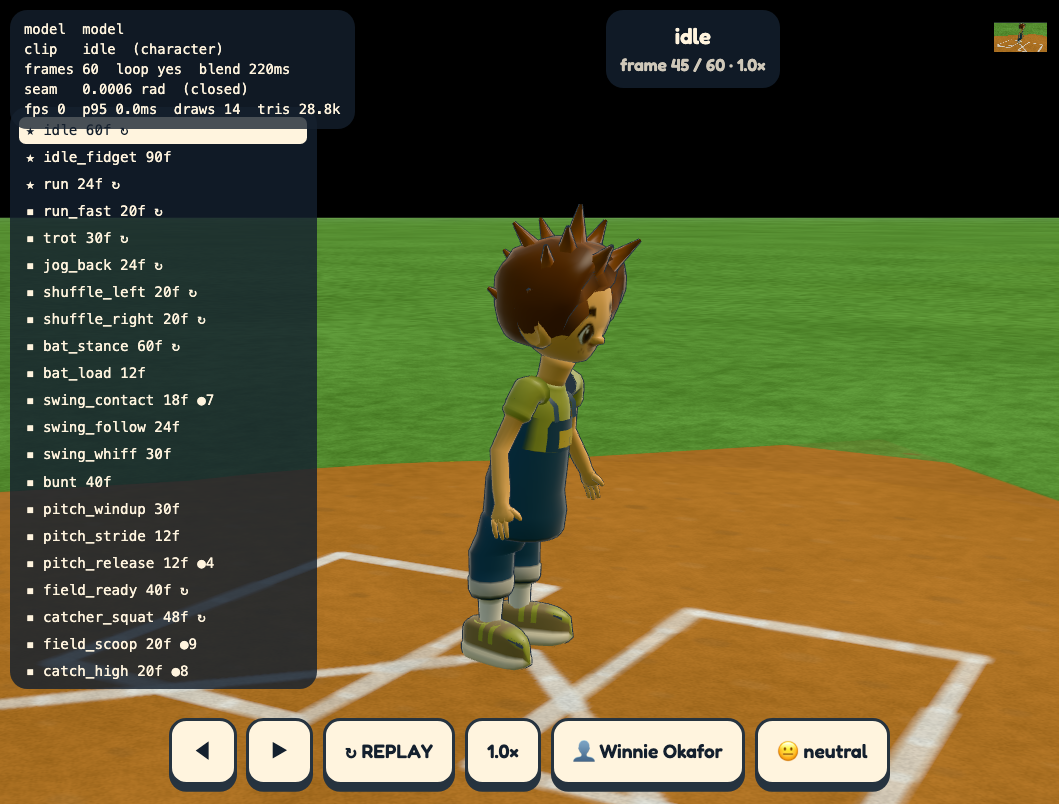 model  model
clip   idle  (character)
frames 60  loop yes  blend 220ms
seam   0.0006 rad  (closed)
fps 0  p95 0.0ms  draws 14  tris 28.8k
idle
frame 45 / 60 · 1.0×
★ idle 60f ↻
★ idle_fidget 90f
★ run 24f ↻
▪ run_fast 20f ↻
▪ trot 30f ↻
▪ jog_back 24f ↻
▪ shuffle_left 20f ↻
▪ shuffle_right 20f ↻
▪ bat_stance 60f ↻
▪ bat_load 12f
▪ swing_contact 18f ●7
▪ swing_follow 24f
▪ swing_whiff 30f
▪ bunt 40f
▪ pitch_windup 30f
▪ pitch_stride 12f
▪ pitch_release 12f ●4
▪ field_ready 40f ↻
▪ catcher_squat 48f ↻
▪ field_scoop 20f ●9
▪ catch_high 20f ●8
◀ ▶ ↻ REPLAY 1.0× 👤 Winnie Okafor 😐 neutral